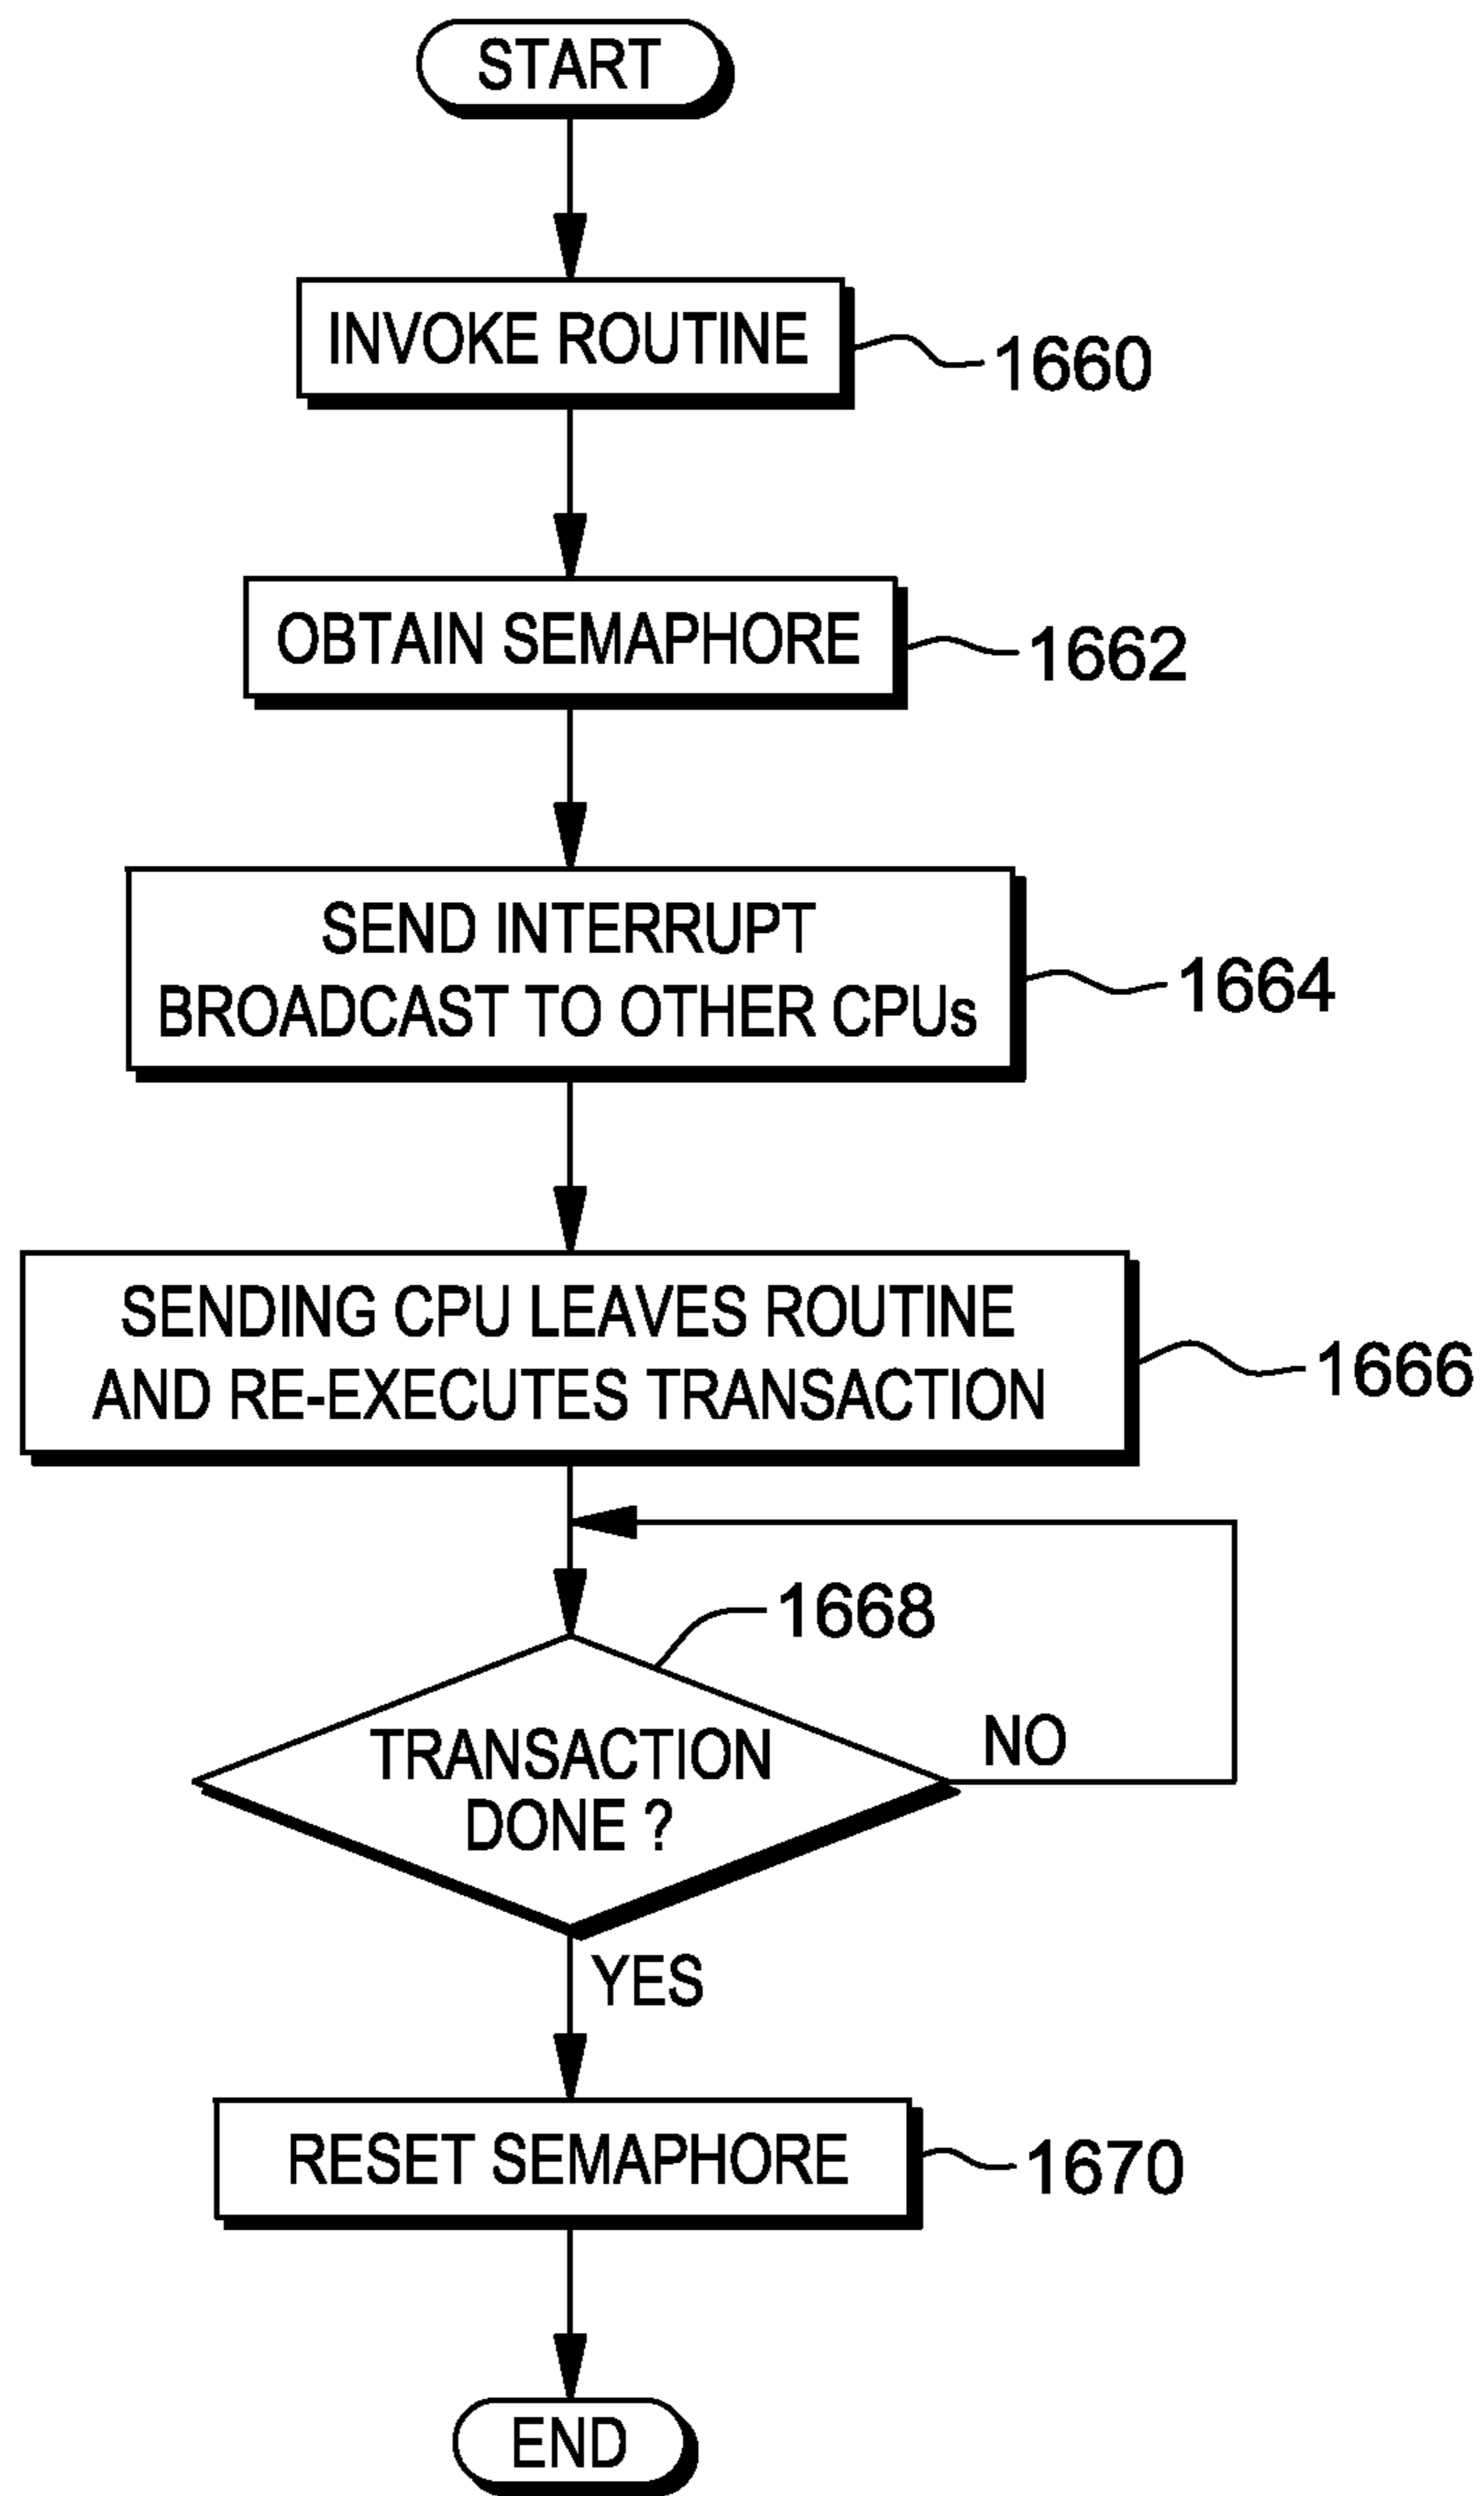 START
INVOKE ROUTINE
1660
OBTAIN SEMAPHORE
1662
SEND INTERRUPT
BROADCAST TO OTHER CPUs
1664
SENDING CPU LEAVES ROUTINE
AND RE-EXECUTES TRANSACTION
1666
1668
TRANSACTION
DONE ?
NO
YES
RESET SEMAPHORE
1670
END